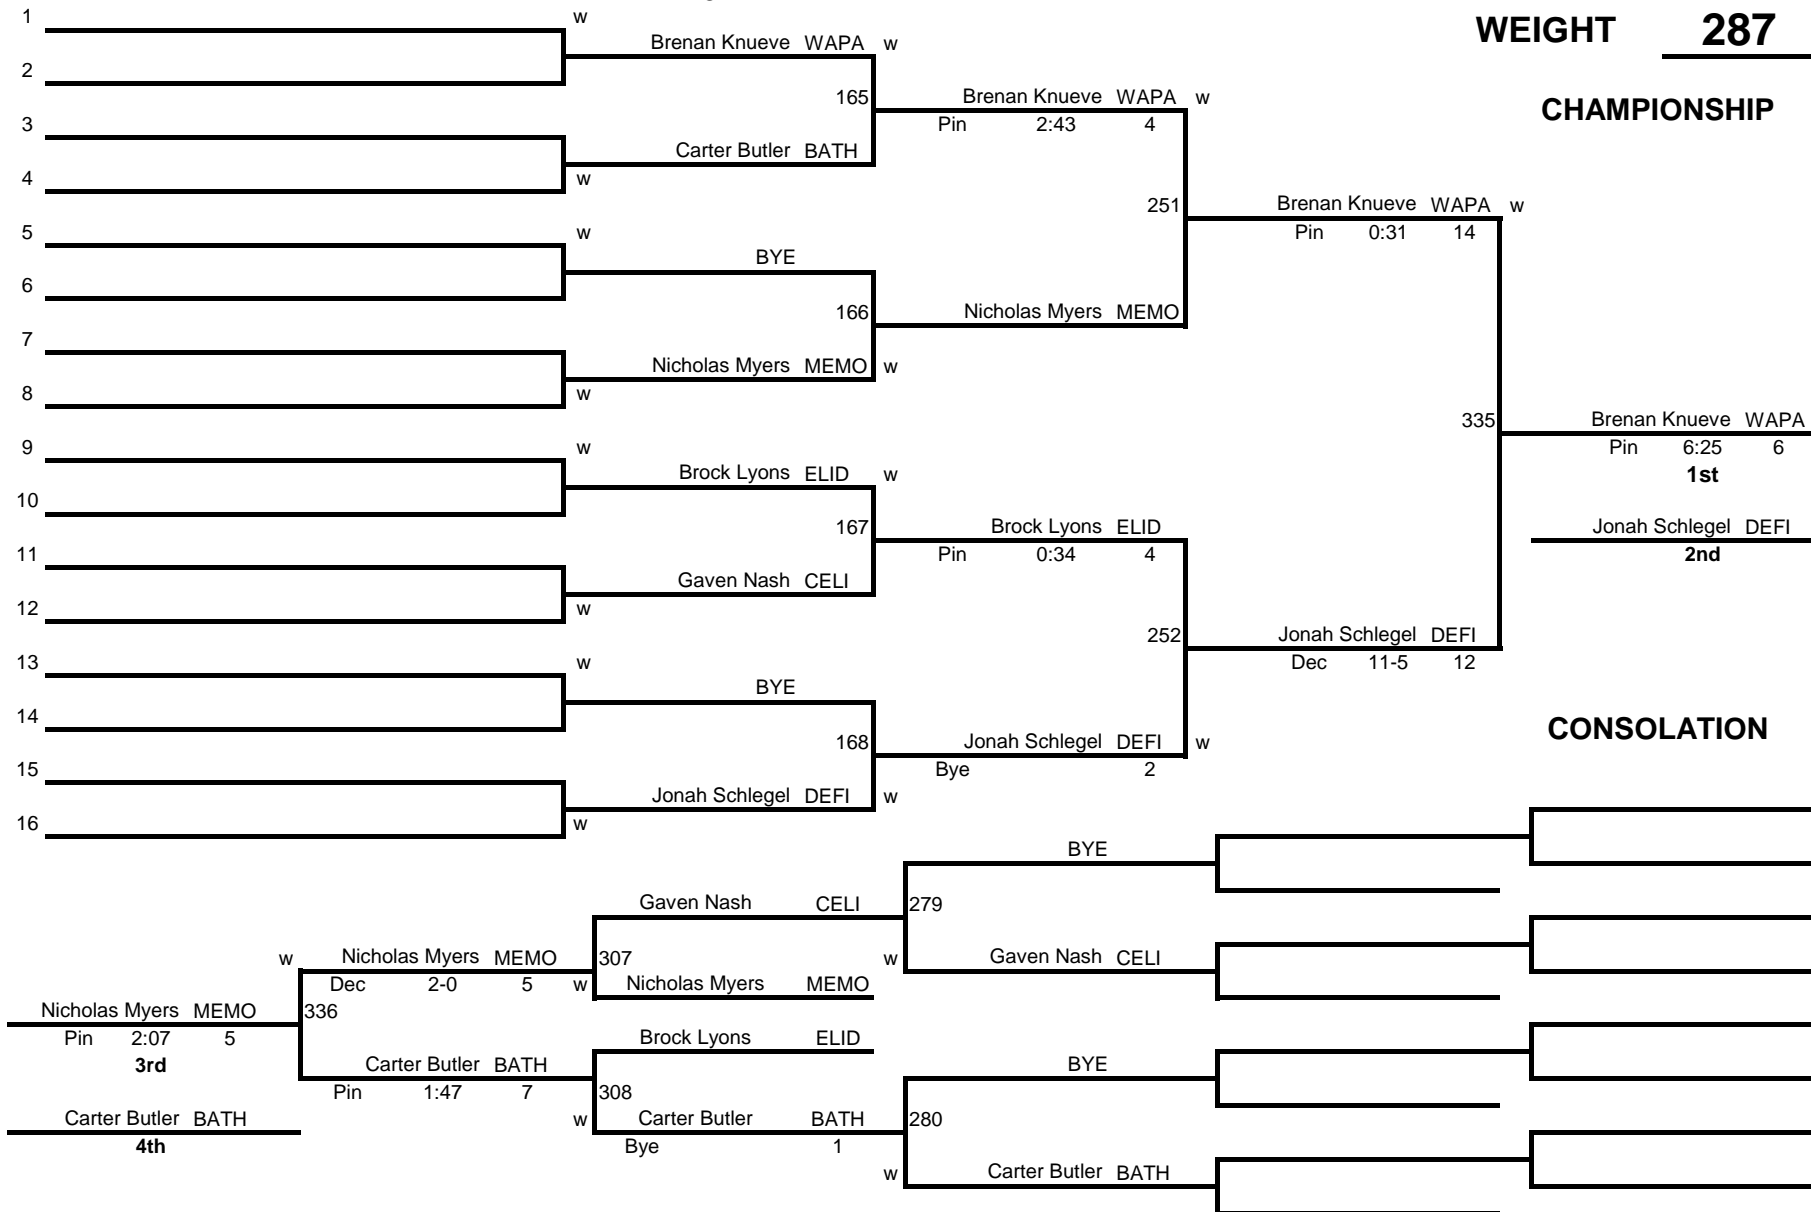 1 w
WEIGHT 287
Brenan Knueve WAPA w
2
165 Brenan Knueve WAPA w
Pin 2:43 4
CHAMPIONSHIP
3
Carter Butler BATH
4 w
251 Brenan Knueve WAPA w
Pin 0:31 14
5 w
BYE
6
166 Nicholas Myers MEMO
7
Nicholas Myers MEMO w
8 w
335 Brenan Knueve WAPA
Pin 6:25 6
1st
9 w
Brock Lyons ELID w
10
167 Brock Lyons ELID
Pin 0:34 4
Jonah Schlegel DEFI
2nd
11
Gaven Nash CELI
12 w
252 Jonah Schlegel DEFI
Dec 11-5 12
13 w
BYE
14
168 Jonah Schlegel DEFI w
Bye 2
CONSOLATION
15
Jonah Schlegel DEFI w
16 w
BYE
Gaven Nash CELI 279
w Nicholas Myers MEMO 307 w Gaven Nash CELI
Dec 2-0 5 w Nicholas Myers MEMO
Nicholas Myers MEMO 336
Pin 2:07 5
3rd
Brock Lyons ELID
Carter Butler BATH BYE
Pin 1:47 7 308
Carter Butler BATH w Carter Butler BATH 280
4th Bye 1
w Carter Butler BATH